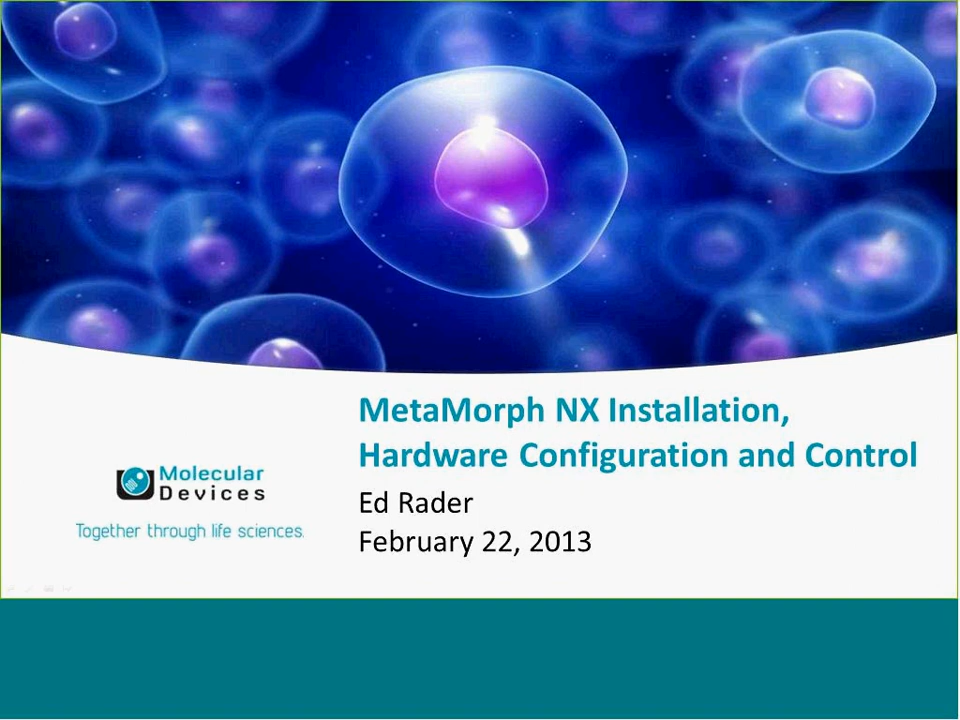 MetaMorph NX Installation,
Hardware Configuration and Control
Molecular
Devices
Together through life sciences.
Ed Rader
February 22, 2013